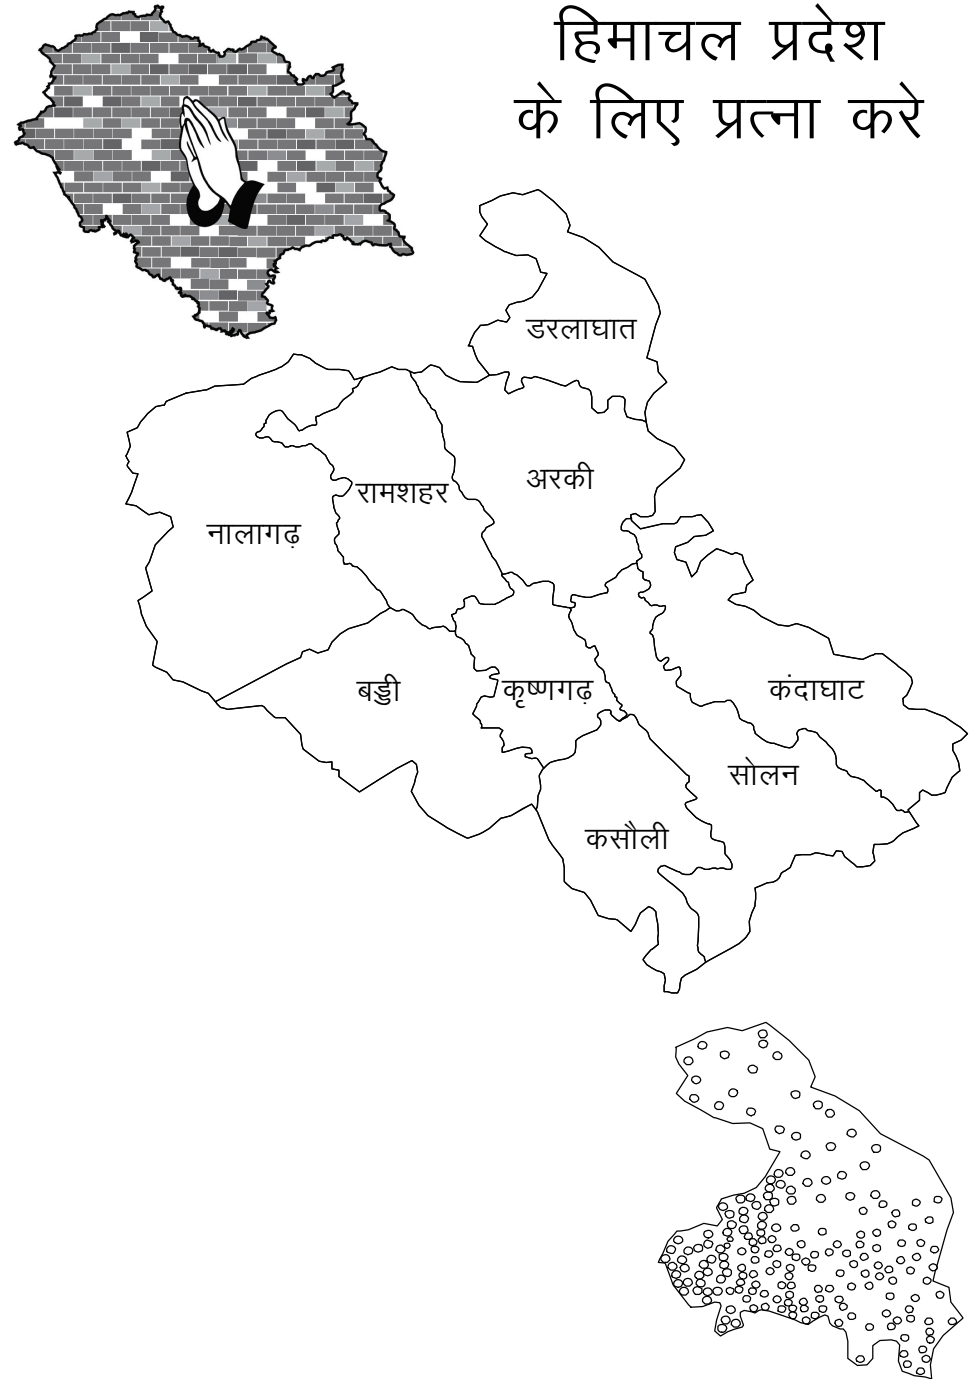 हिमाचल प्रदेश
के लिए प्रत्ना करे
डरलाघात
अरकी
रामशहर
नालागढ़
बड्डी
कृष्णगढ़
कंदाघाट
सोलन
कसौली